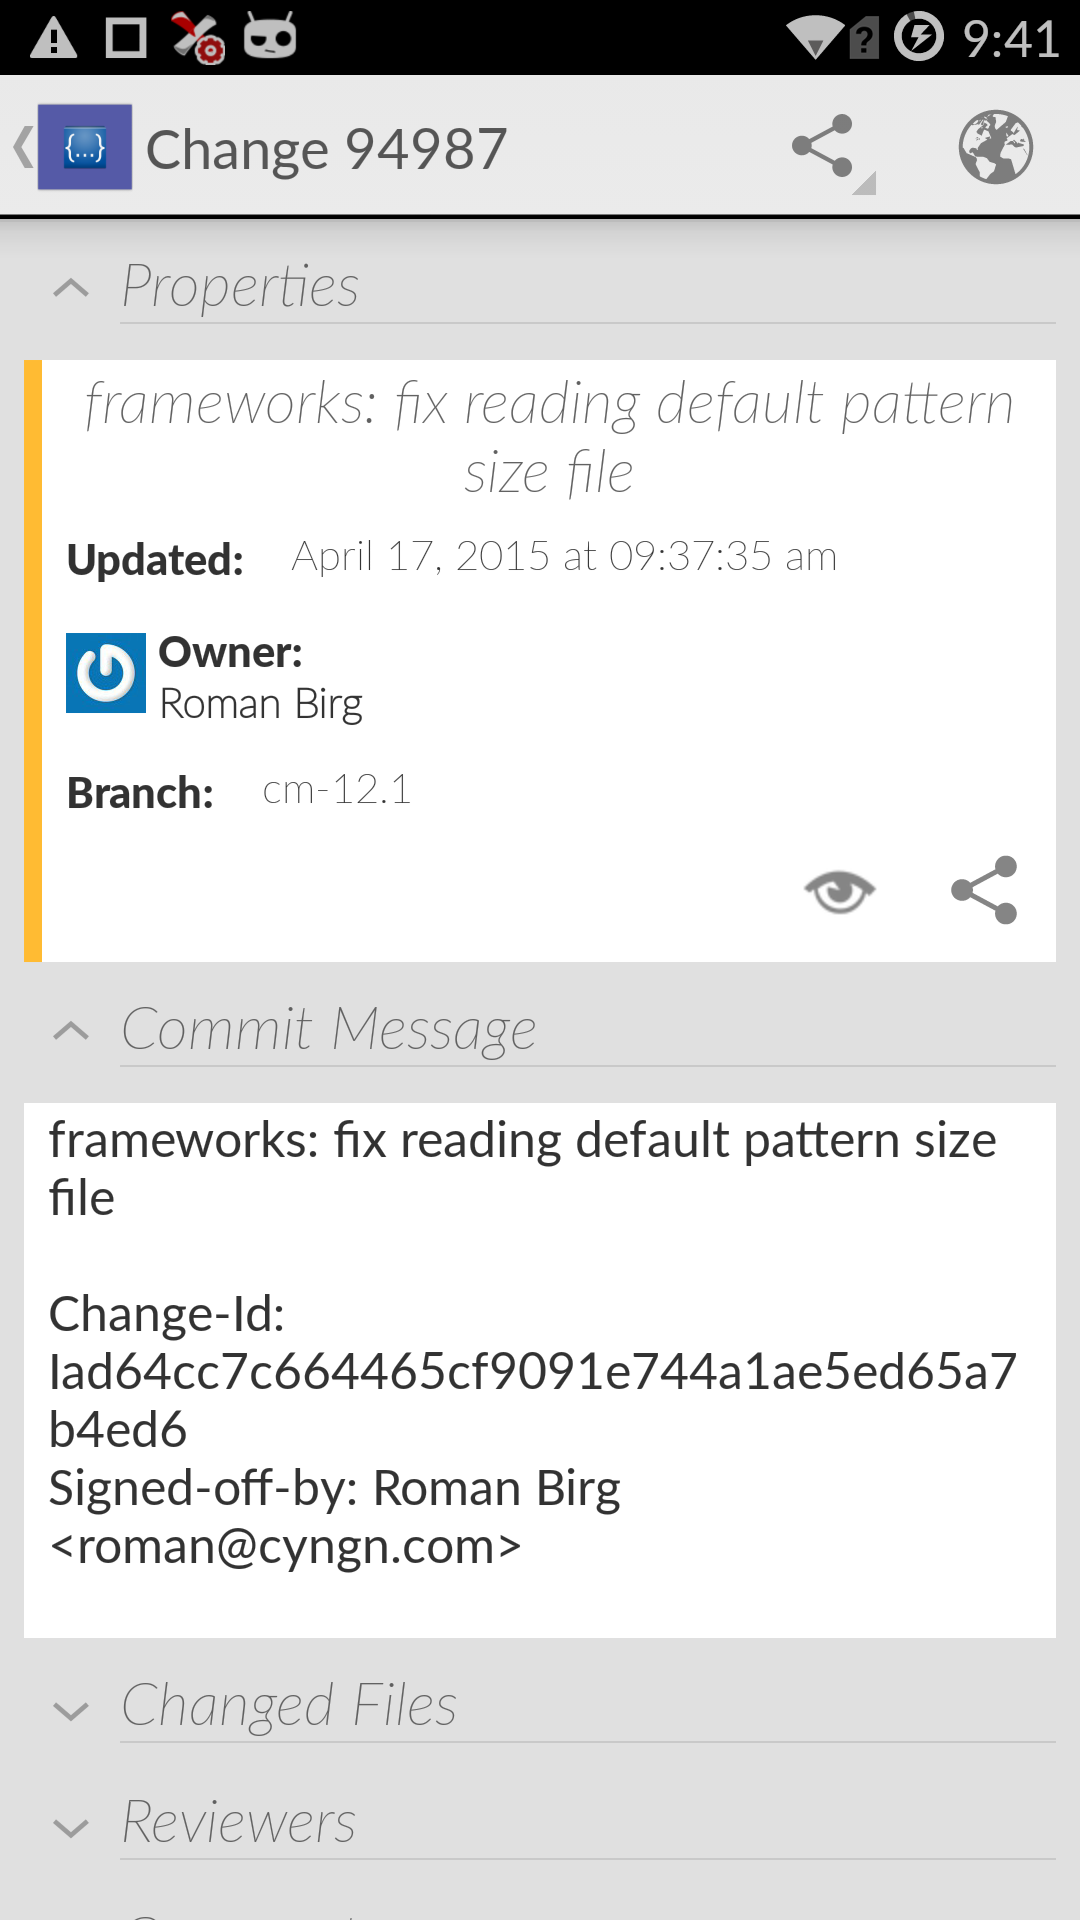 9:41
{...}
Change 94987
Properties
frameworks: fix reading default pattern
size file
Updated: April 17, 2015 at 09:37:35 am
Owner:
Roman Birg
Branch: cm-12.1
Commit Message
frameworks: fix reading default pattern size
file
Change-Id:
Iad64cc7c664465cf9091e744a1ae5ed65a7
b4ed6
Signed-off-by: Roman Birg
<roman@cyngn.com>
Changed Files
Reviewers